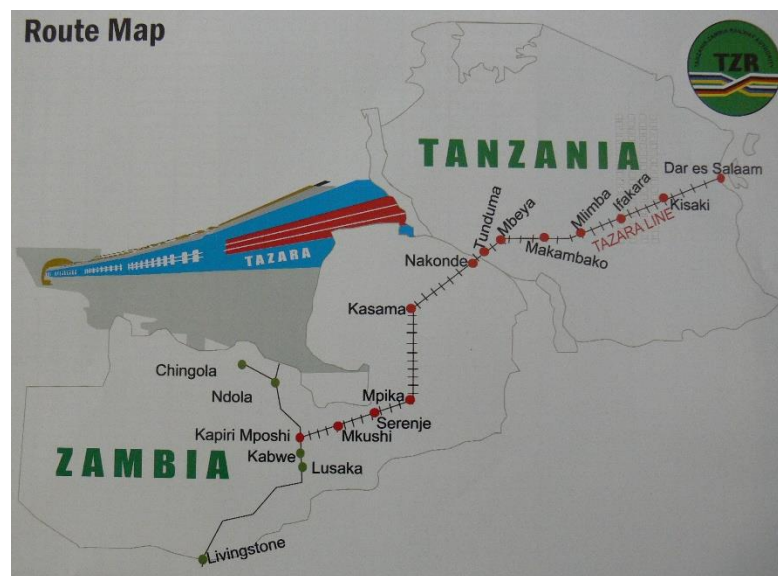 Route Map
TZR
TANZANIA
Dar es Salaam
Kisaki
Ifakara
Mlimba
TAZARA LINE
Makambako
Mbeya
Tunduma
Nakonde
TAZARA
Kasama
Chingola
Ndola
Mpika
Serenje
Mkushi
Kapiri Mposhi
Kabwe
Lusaka
ZAMBIA
Livingstone